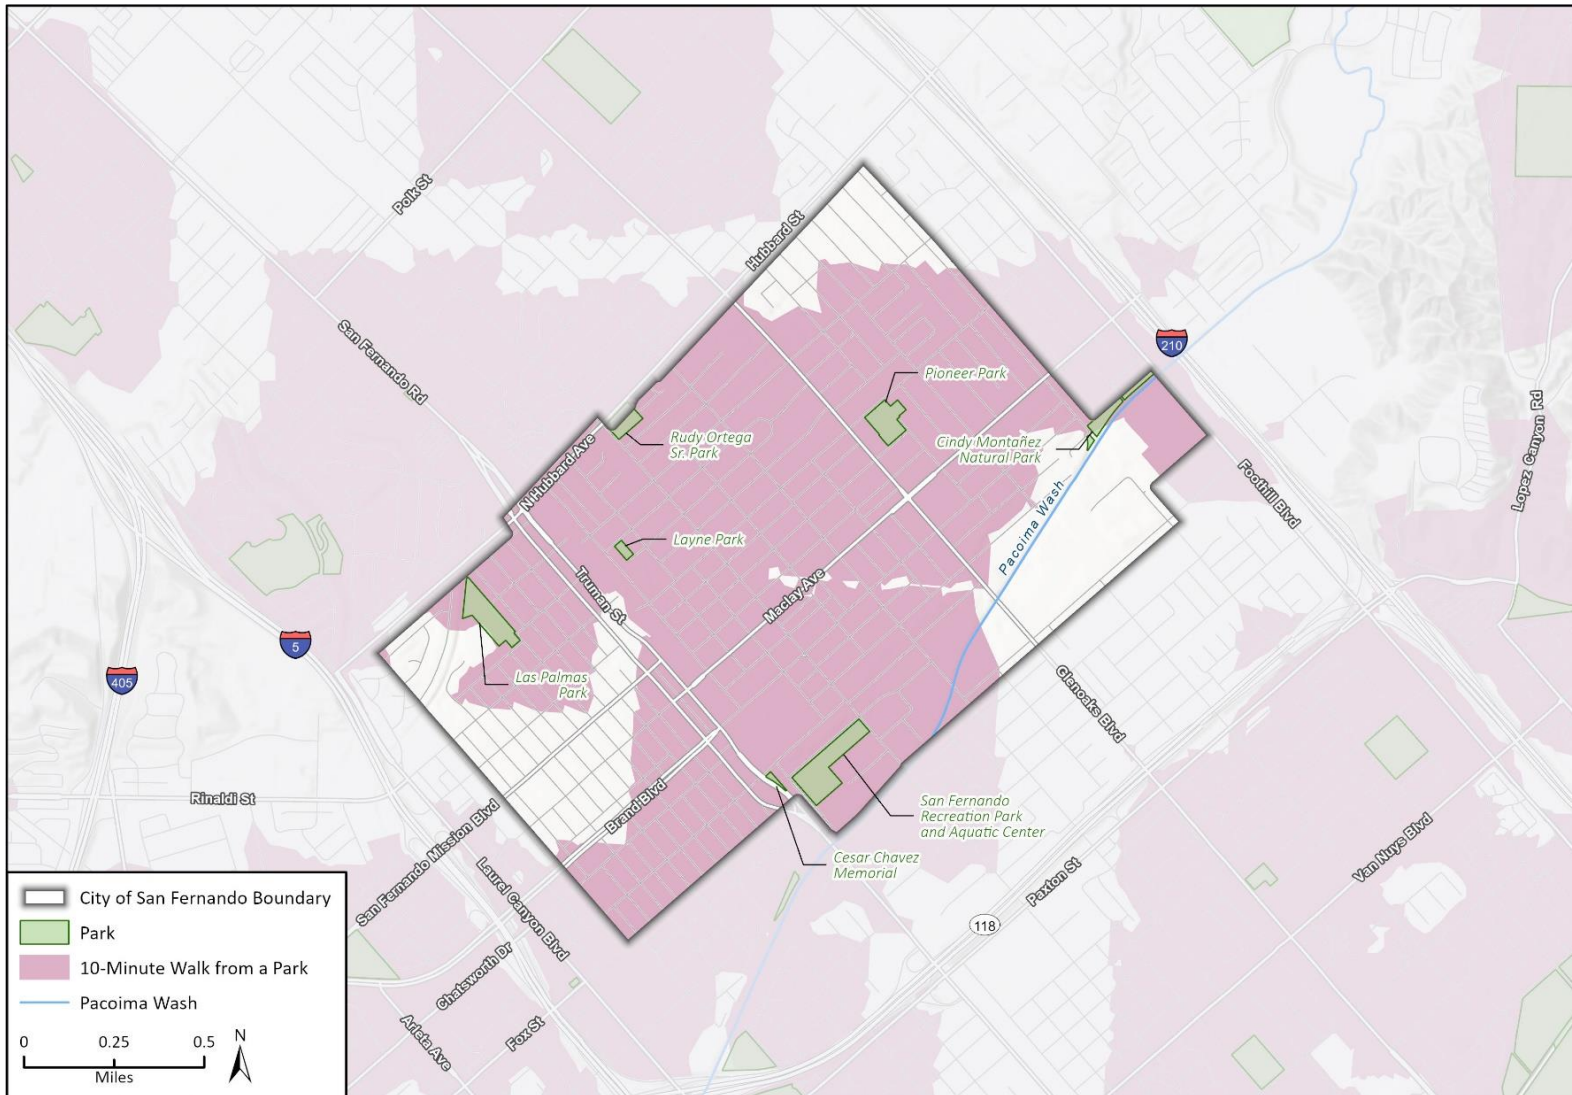 Polk St
Hubbard St
San Fernando Rd
210
Pioneer Park
Rudy Ortega
Sr. Park
Cindy Montañez
Natural Park
N Hubbard Ave
Lopez Canyon Rd
Foothill Blvd
Pacoima Wash
Layne Park
Truman St
Maclay Ave
5
405
Las Palmas
Park
Glenoaks Blvd
Rinaldi St
Brand Blvd
San Fernando
Recreation Park
and Aquatic Center
Cesar Chavez
Memorial
Van Nuys Blvd
San Fernando Mission Blvd
Laurel Canyon Blvd
Paxton St
118
Chatsworth Dr
Arleta Ave
Fox St
City of San Fernando Boundary
Park
10-Minute Walk from a Park
Pacoima Wash
0 0.25 0.5
Miles
N